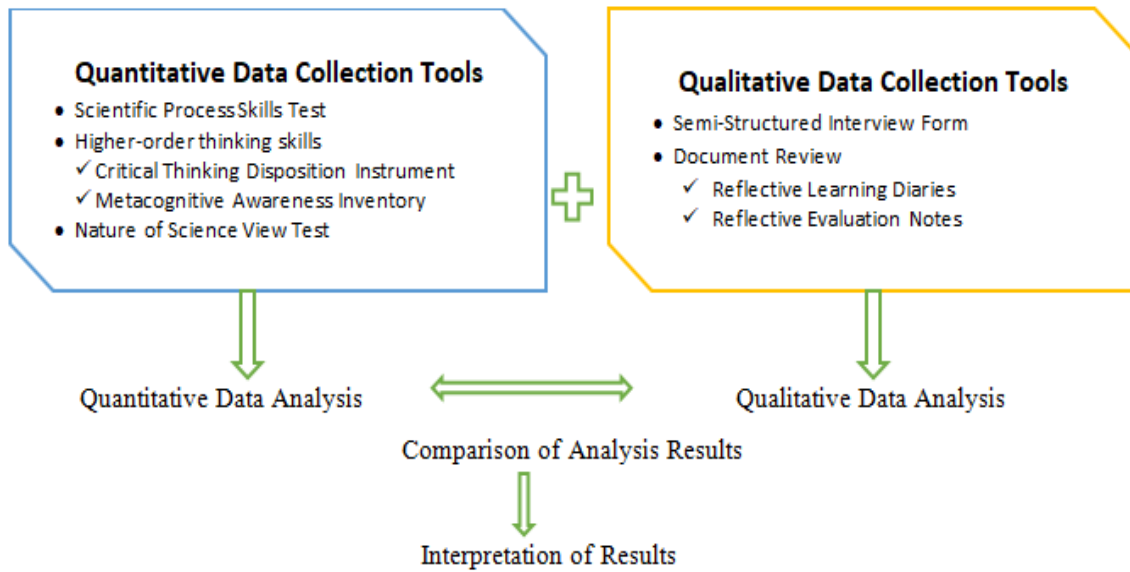 Quantitative Data Collection Tools
• Scientific Process Skills Test
• Higher-order thinking skills
✓ Critical Thinking Disposition Instrument
✓ Metacognitive Awareness Inventory
• Nature of Science View Test
Qualitative Data Collection Tools
• Semi-Structured Interview Form
• Document Review
✓ Reflective Learning Diaries
✓ Reflective Evaluation Notes
Quantitative Data Analysis
Qualitative Data Analysis
Comparison of Analysis Results
Interpretation of Results